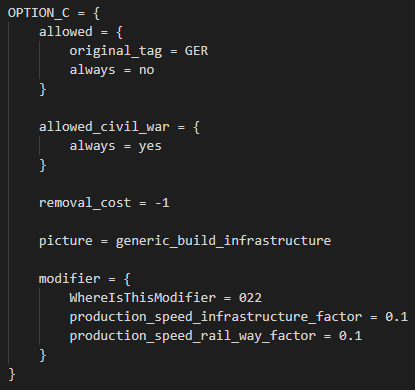 OPTION_C = {
    allowed = {
        original_tag = GER
        always = no
    }

    allowed_civil_war = {
        always = yes
    }

    removal_cost = -1

    picture = generic_build_infrastructure

    modifier = {
        WhereIsThisModifier = 022
        production_speed_infrastructure_factor = 0.1
        production_speed_rail_way_factor = 0.1
    }
}